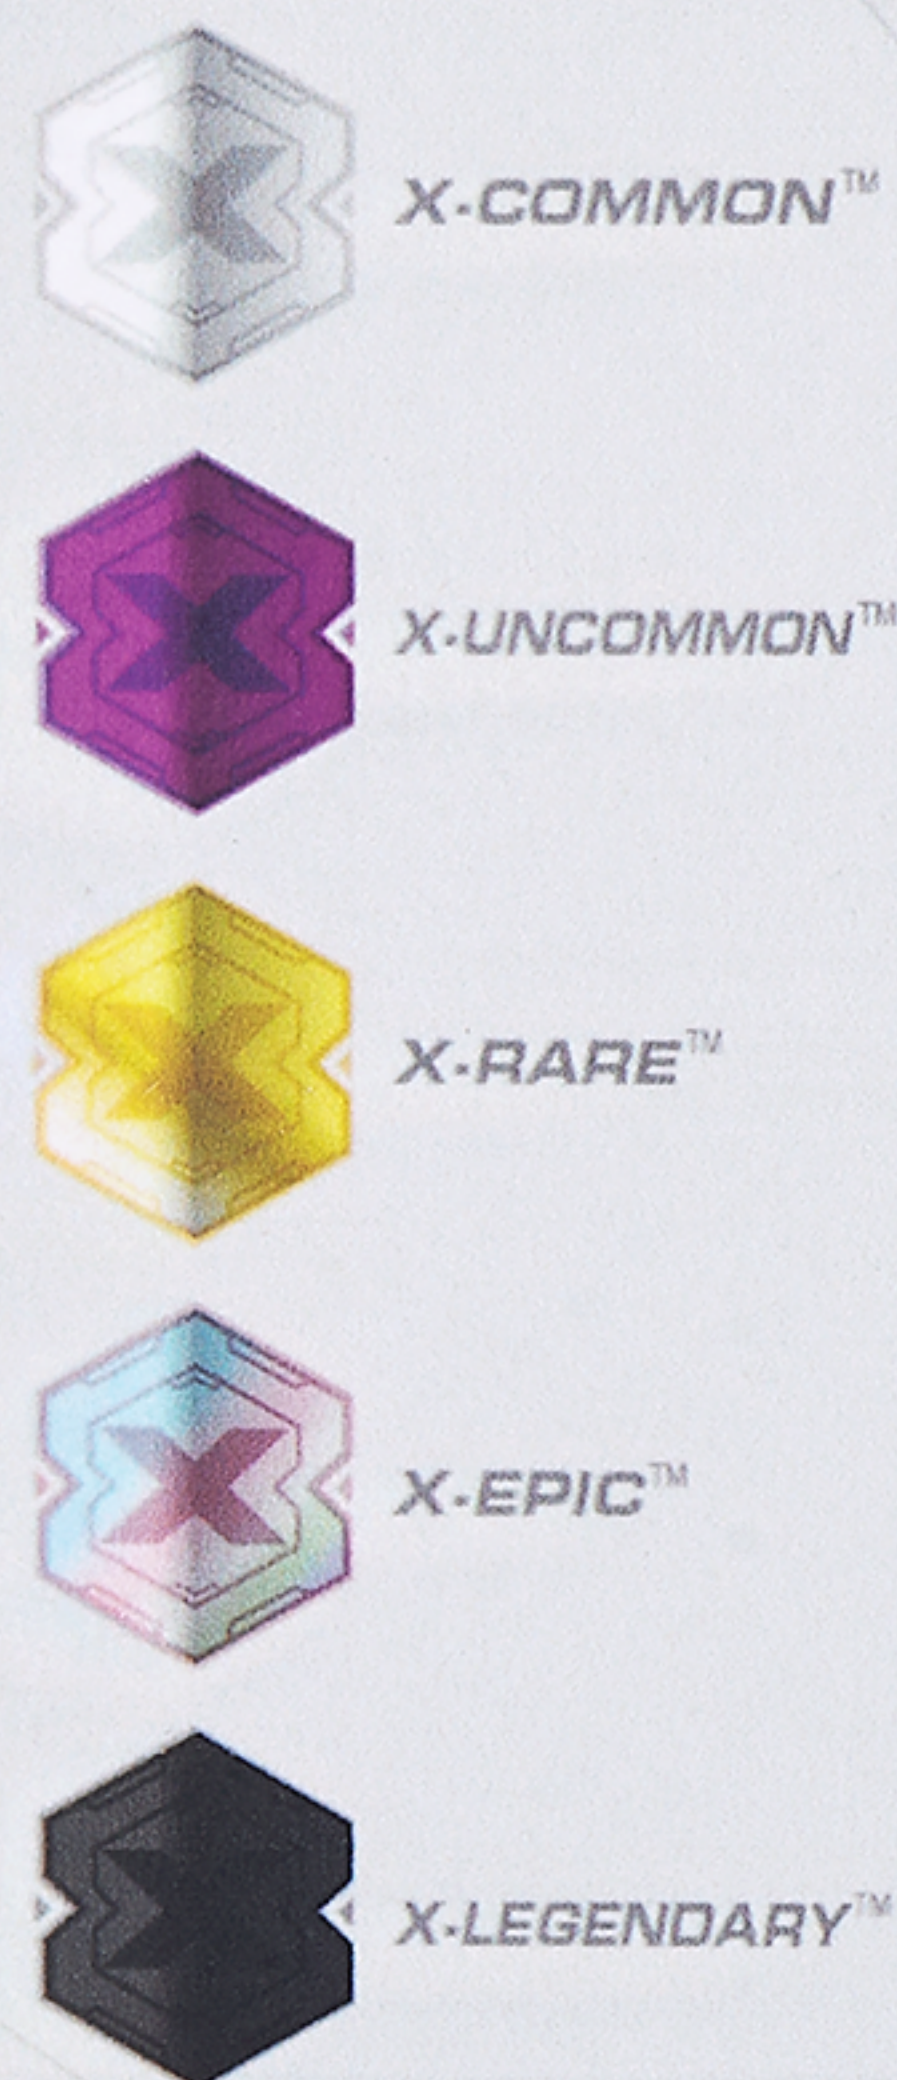 X-COMMON™
X-UNCOMMON™
X-RARE™
X-EPIC™
X-LEGENDARY™